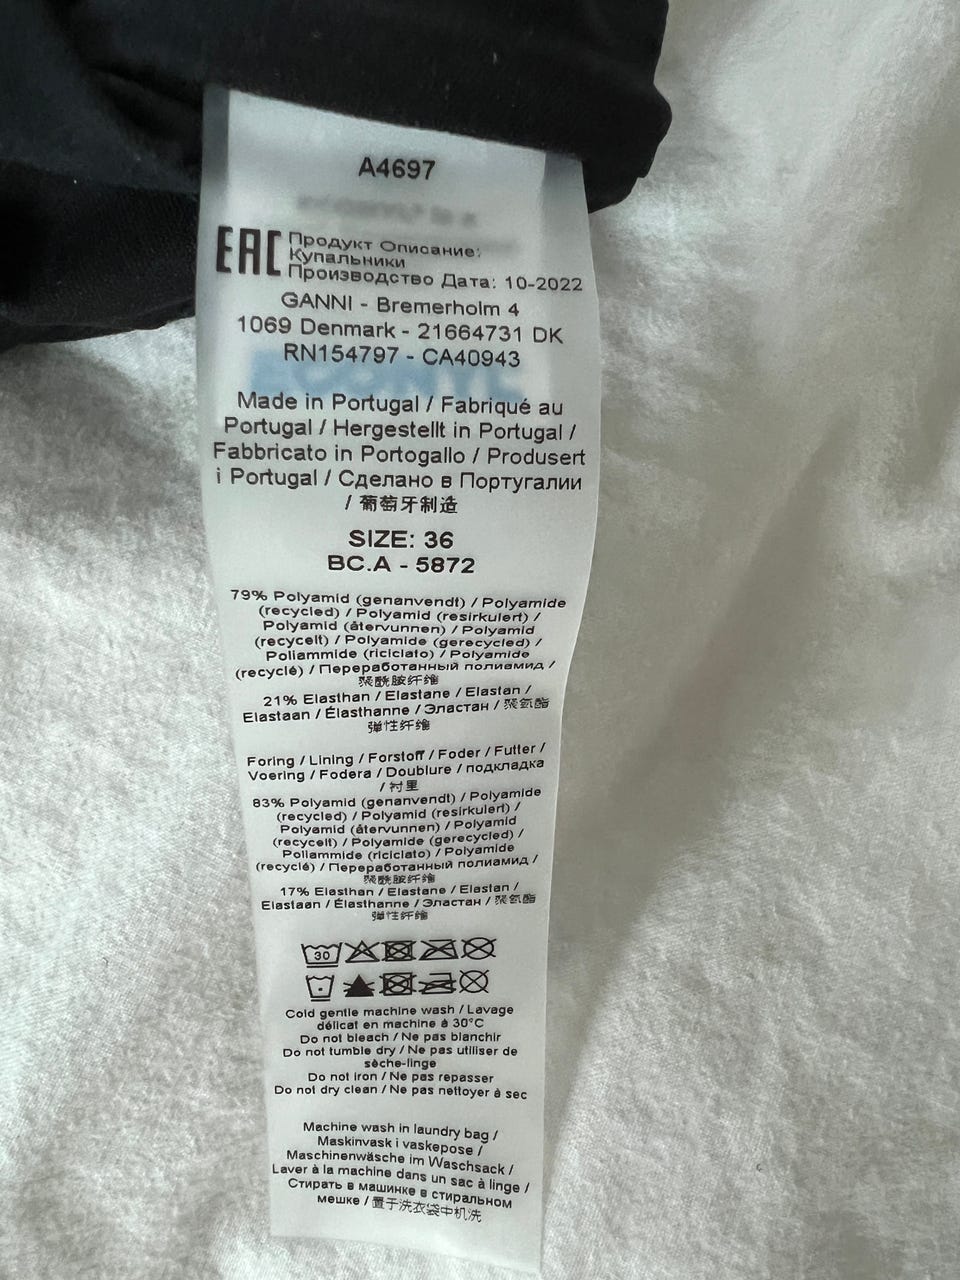 A4697
EAC Продукт Описание:
Купальники
Производство Дата: 10-2022
GANNI - Bremerholm 4
1069 Denmark - 21664731 DK
RN154797 - CA40943
Made in Portugal / Fabriqué au
Portugal / Hergestellt in Portugal /
Fabbricato in Portogallo / Produsert
i Portugal / Сделано в Португалии
/ 葡萄牙制造
SIZE: 36
BC.A - 5872
79% Polyamid (genanvendt) / Polyamide
(recycled) / Polyamid (resirkulert) /
Polyamid (återvunnen) / Polyamid
(recycelt) / Polyamide (gerecycled) /
Poliammide (riciclato) / Polyamide
(recyclé) / Переработанный полиамид /
聚酰胺纤维
21% Elasthan / Elastane / Elastan /
Elastaan / Élasthanne / Эластан / 聚氨酯
弹性纤维
Foring / Lining / Forstoff / Foder / Futter /
Voering / Fodera / Doublure / подкладка
/ 衬里
83% Polyamid (genanvendt) / Polyamide
(recycled) / Polyamid (resirkulert) /
Polyamid (återvunnen) / Polyamid
(recycelt) / Polyamide (gerecycled) /
Poliammide (riciclato) / Polyamide
(recyclé) / Переработанный полиамид /
聚酰胺纤维
17% Elasthan / Elastane / Elastan /
Elastaan / Élasthanne / Эластан / 聚氨酯
弹性纤维
30
Cold gentle machine wash / Lavage
délicat en machine à 30°C
Do not bleach / Ne pas blanchir
Do not tumble dry / Ne pas utiliser de
sèche-linge
Do not iron / Ne pas repasser
Do not dry clean / Ne pas nettoyer à sec
Machine wash in laundry bag /
Maskinvask i vaskepose /
Maschinenwäsche im Waschsack /
Laver à la machine dans un sac à linge /
Стирать в машинке в стиральном
мешке / 置于洗衣袋中机洗